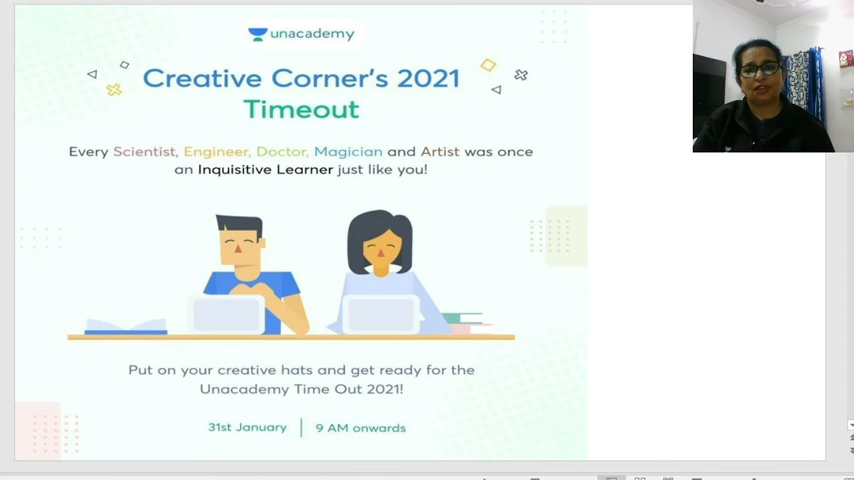 unacademy
Creative Corner's 2021
Timeout
Every Scientist, Engineer, Doctor, Magician and Artist was once
an Inquisitive Learner just like you!
Put on your creative hats and get ready for the
Unacademy Time Out 2021!
31st January | 9 AM onwards